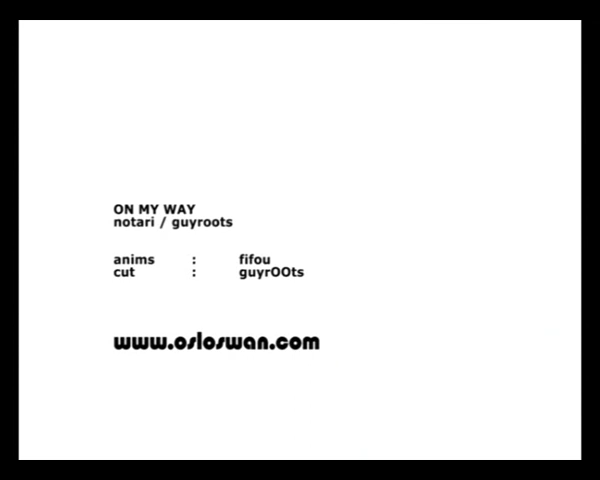 ON MY WAY
notari / guyroots
anims : fifou
cut : guyrOOts
www.osloswan.com